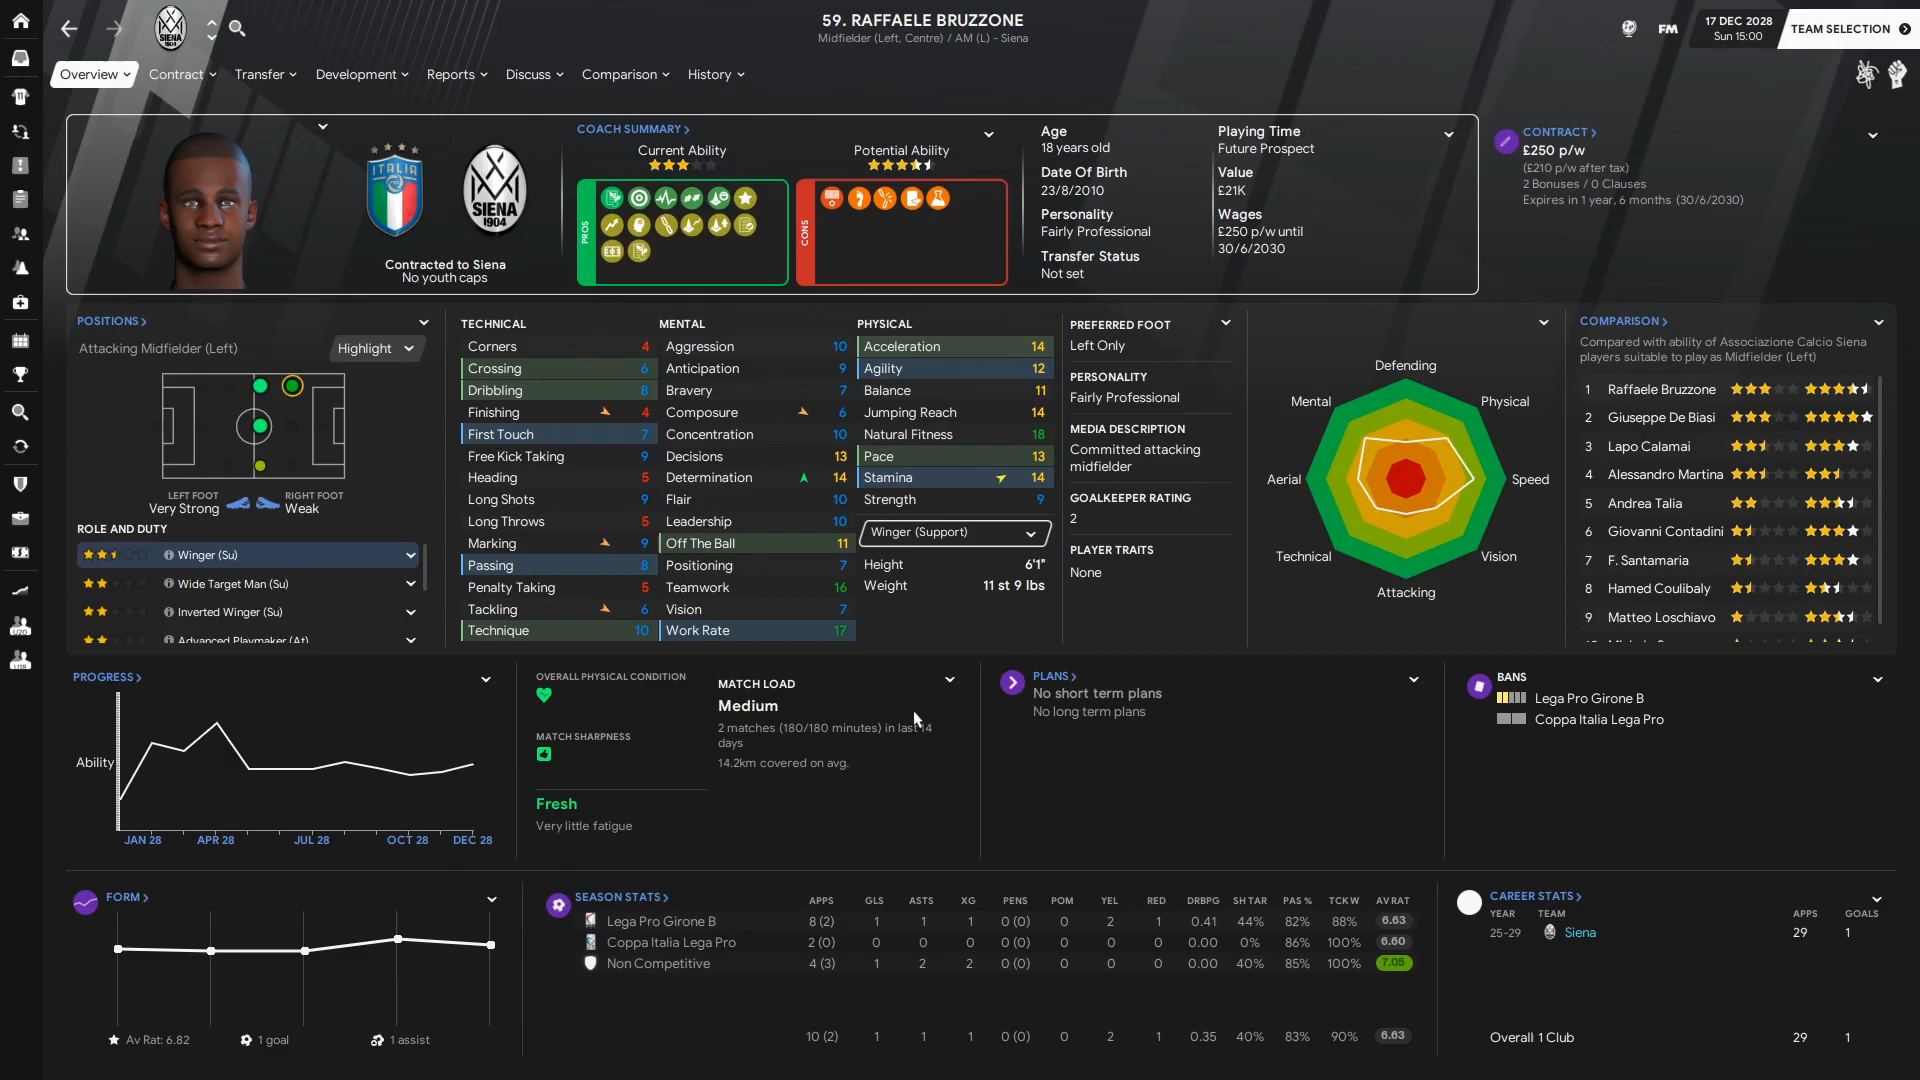 59. RAFFAELE BRUZZONE
Midfielder (Left, Centre) / AM (L) - Siena
FM
17 DEC 2028
Sun 15:00
TEAM SELECTION
Overview
Contract
Transfer
Development
Reports
Discuss
Comparison
History
ITALIA
SIENA
1904
Contracted to Siena
No youth caps
COACH SUMMARY
Current Ability
Potential Ability
PROS
CONS
Age
18 years old
Date Of Birth
23/8/2010
Personality
Fairly Professional
Transfer Status
Not set
Playing Time
Future Prospect
Value
£21K
Wages
£250 p/w until
30/6/2030
CONTRACT
£250 p/w
(£210 p/w after tax)
2 Bonuses / 0 Clauses
Expires in 1 year, 6 months (30/6/2030)
POSITIONS
Attacking Midfielder (Left)
Highlight
LEFT FOOT
Very Strong
RIGHT FOOT
Weak
ROLE AND DUTY
Winger (Su)
Wide Target Man (Su)
Inverted Winger (Su)
Advanced Playmaker (At)
TECHNICAL
Corners 4
Crossing 6
Dribbling 8
Finishing 4
First Touch 7
Free Kick Taking 9
Heading 5
Long Shots 9
Long Throws 5
Marking 9
Passing 8
Penalty Taking 5
Tackling 6
Technique 10
MENTAL
Aggression 10
Anticipation 9
Bravery 7
Composure 6
Concentration 10
Decisions 13
Determination 14
Flair 10
Leadership 10
Off The Ball 11
Positioning 7
Teamwork 16
Vision 7
Work Rate 17
PHYSICAL
Acceleration 14
Agility 12
Balance 11
Jumping Reach 14
Natural Fitness 18
Pace 13
Stamina 14
Strength 9
Winger (Support)
Height 6'1"
Weight 11 st 9 lbs
PREFERRED FOOT
Left Only
PERSONALITY
Fairly Professional
MEDIA DESCRIPTION
Committed attacking
midfielder
GOALKEEPER RATING
2
PLAYER TRAITS
None
Defending
Physical
Speed
Vision
Attacking
Technical
Aerial
Mental
COMPARISON
Compared with ability of Associazione Calcio Siena
players suitable to play as Midfielder (Left)
1 Raffaele Bruzzone
2 Giuseppe De Biasi
3 Lapo Calamai
4 Alessandro Martina
5 Andrea Talia
6 Giovanni Contadini
7 F. Santamaria
8 Hamed Coulibaly
9 Matteo Loschiavo
PROGRESS
Ability
JAN 28 APR 28 JUL 28 OCT 28 DEC 28
OVERALL PHYSICAL CONDITION
MATCH SHARPNESS
Fresh
Very little fatigue
MATCH LOAD
Medium
2 matches (180/180 minutes) in last 14
days
14.2km covered on avg.
PLANS
No short term plans
No long term plans
BANS
Lega Pro Girone B
Coppa Italia Lega Pro
FORM
Av Rat: 6.82
1 goal
1 assist
SEASON STATS APPS GLS ASTS XG PENS POM YEL RED DRBPG SH TAR PAS % TCK W AV RAT
Lega Pro Girone B 8 (2) 1 1 1 0 (0) 0 2 1 0.41 44% 82% 88% 6.63
Coppa Italia Lega Pro 2 (0) 0 0 0 0 (0) 0 0 0 0.00 0% 86% 100% 6.60
Non Competitive 4 (3) 1 2 2 0 (0) 0 0 0 0.00 40% 85% 100% 7.05
10 (2) 1 1 1 0 (0) 0 2 1 0.35 40% 83% 90% 6.63
CAREER STATS
YEAR TEAM APPS GOALS
25-29 Siena 29 1
Overall 1 Club 29 1